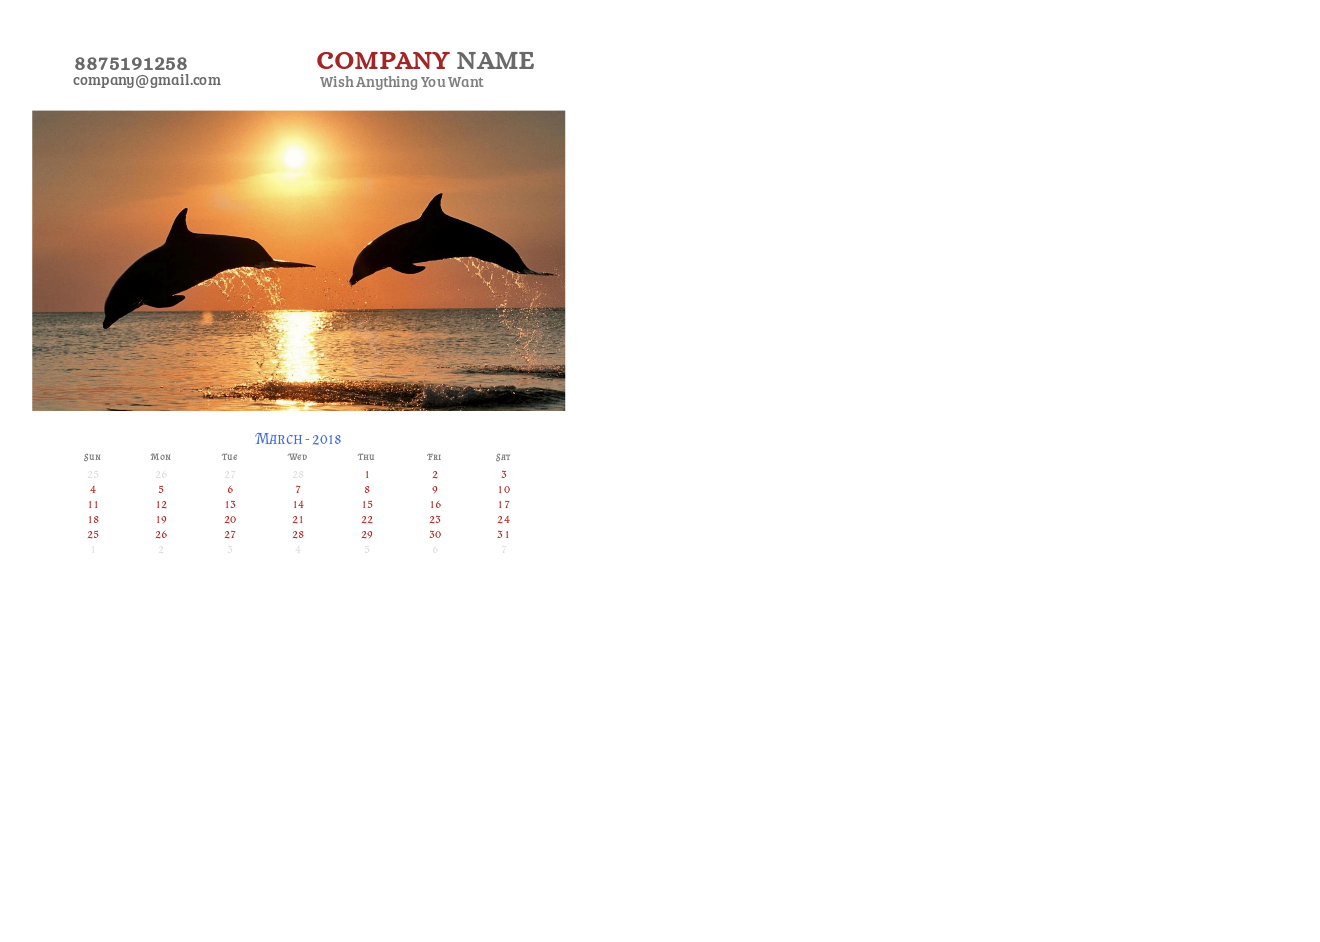 8875191258
company@gmail.com
COMPANY NAME
Wish Anything You Want
March - 2018
Sun Mon Tue Wed Thu Fri Sat
25 26 27 28 1 2 3
4 5 6 7 8 9 10
11 12 13 14 15 16 17
18 19 20 21 22 23 24
25 26 27 28 29 30 31
1 2 3 4 5 6 7